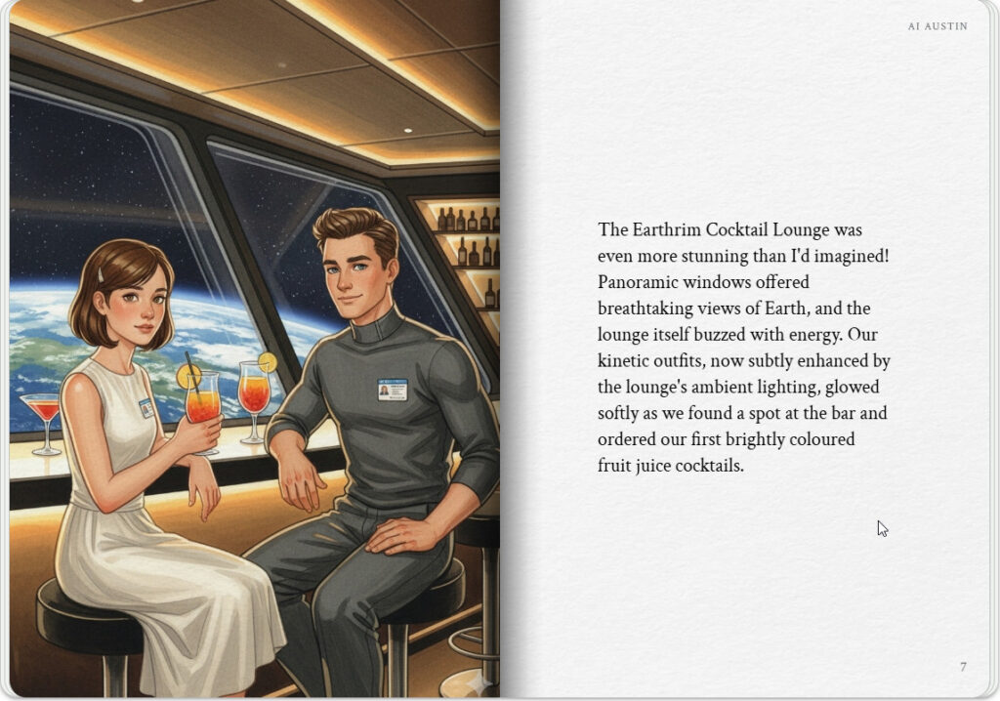 AI AUSTIN
The Earthrim Cocktail Lounge was
even more stunning than I'd imagined!
Panoramic windows offered
breathtaking views of Earth, and the
lounge itself buzzed with energy. Our
kinetic outfits, now subtly enhanced by
the lounge's ambient lighting, glowed
softly as we found a spot at the bar and
ordered our first brightly coloured
fruit juice cocktails.
7